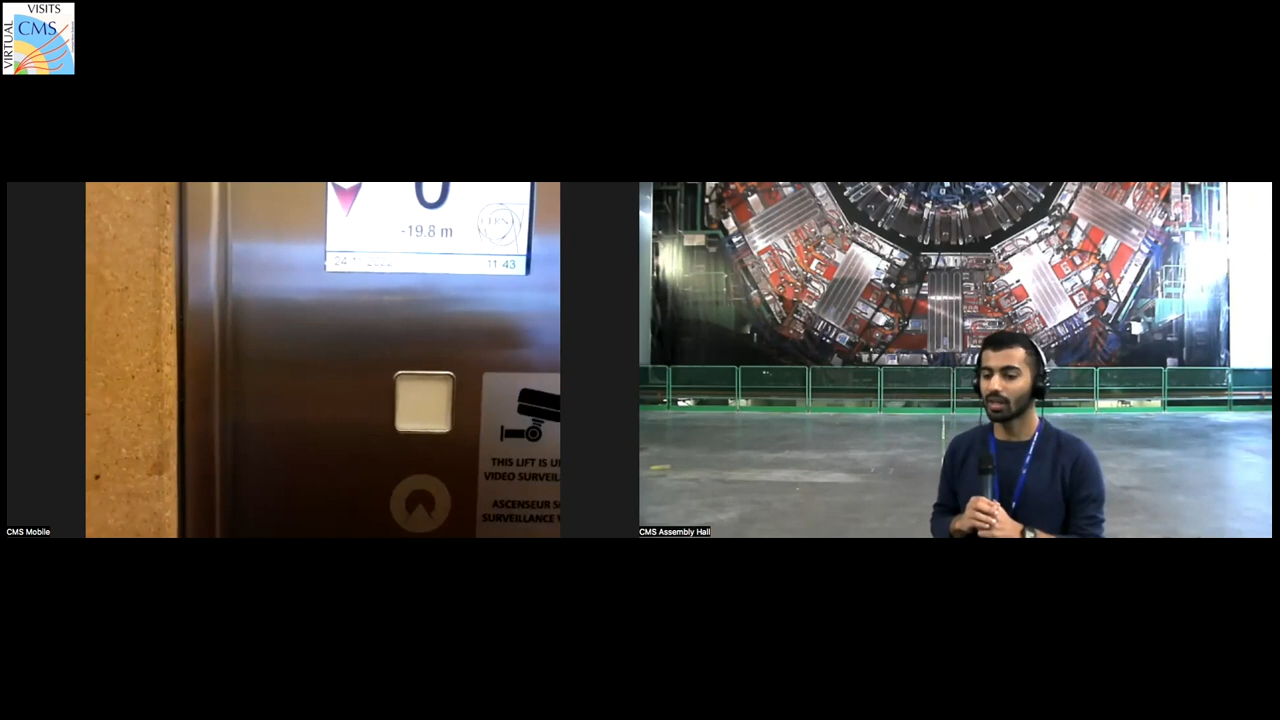 VISITS
VIRTUAL
CMS
0
-19.8 m
CERN
11:43
THIS LIFT IS U
VIDEO SURVEIL
ASCENSEUR S
SURVEILLANCE
CMS Mobile
CMS Assembly Hall